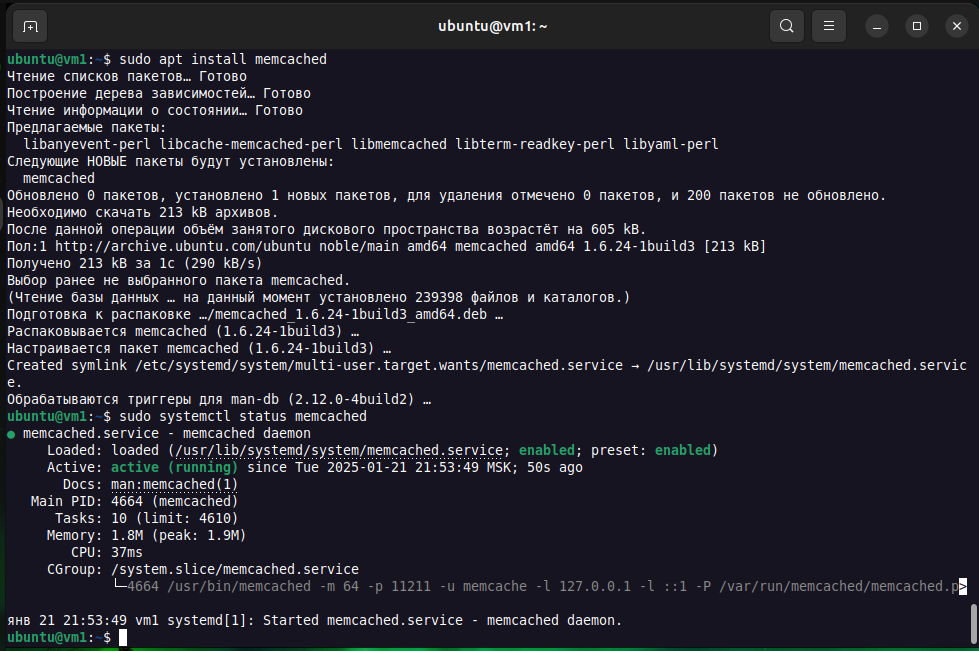 ubuntu@vm1: ~
ubuntu@vm1:~$ sudo apt install memcached
Чтение списков пакетов… Готово
Построение дерева зависимостей… Готово
Чтение информации о состоянии… Готово
Предлагаемые пакеты:
  libanyevent-perl libcache-memcached-perl libmemcached libterm-readkey-perl libyaml-perl
Следующие НОВЫЕ пакеты будут установлены:
  memcached
Обновлено 0 пакетов, установлено 1 новых пакетов, для удаления отмечено 0 пакетов, и 200 пакетов не обновлено.
Необходимо скачать 213 kB архивов.
После данной операции объём занятого дискового пространства возрастёт на 605 kB.
Пол:1 http://archive.ubuntu.com/ubuntu noble/main amd64 memcached amd64 1.6.24-1build3 [213 kB]
Получено 213 kB за 1с (290 kB/s)
Выбор ранее не выбранного пакета memcached.
(Чтение базы данных … на данный момент установлено 239398 файлов и каталогов.)
Подготовка к распаковке …/memcached_1.6.24-1build3_amd64.deb …
Распаковывается memcached (1.6.24-1build3) …
Настраивается пакет memcached (1.6.24-1build3) …
Created symlink /etc/systemd/system/multi-user.target.wants/memcached.service → /usr/lib/systemd/system/memcached.servic
e.
Обрабатываются триггеры для man-db (2.12.0-4build2) …
ubuntu@vm1:~$ sudo systemctl status memcached
● memcached.service - memcached daemon
     Loaded: loaded (/usr/lib/systemd/system/memcached.service; enabled; preset: enabled)
     Active: active (running) since Tue 2025-01-21 21:53:49 MSK; 50s ago
       Docs: man:memcached(1)
   Main PID: 4664 (memcached)
      Tasks: 10 (limit: 4610)
     Memory: 1.8M (peak: 1.9M)
        CPU: 37ms
     CGroup: /system.slice/memcached.service
             └─4664 /usr/bin/memcached -m 64 -p 11211 -u memcache -l 127.0.0.1 -l ::1 -P /var/run/memcached/memcached.p>
янв 21 21:53:49 vm1 systemd[1]: Started memcached.service - memcached daemon.
ubuntu@vm1:~$